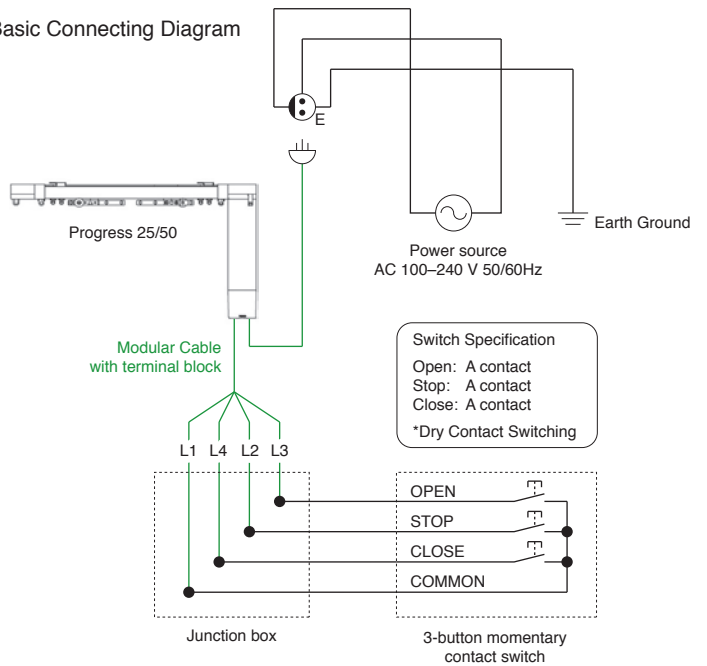 Basic Connecting Diagram
E
Progress 25/50
Earth Ground
Power source
AC 100–240 V 50/60Hz
Modular Cable
with terminal block
Switch Specification
Open: A contact
Stop: A contact
Close: A contact
*Dry Contact Switching
L1 L4 L2 L3
OPEN
STOP
CLOSE
COMMON
Junction box
3-button momentary
contact switch